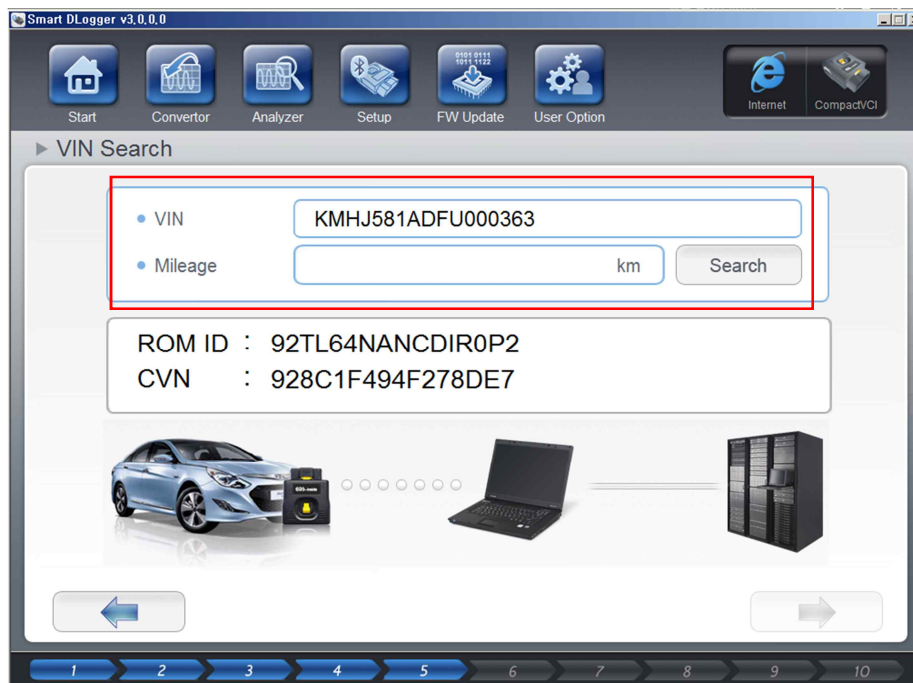 Smart DLogger v3,0,0,0
Start
Convertor
Analyzer
Setup
0101 0111
1011 1122
FW Update
User Option
Internet
CompactVCI
VIN Search
VIN
KMHJ581ADFU000363
Mileage
km
Search
ROM ID : 92TL64NANCDIR0P2
CVN : 928C1F494F278DE7
1 2 3 4 5 6 7 8 9 10